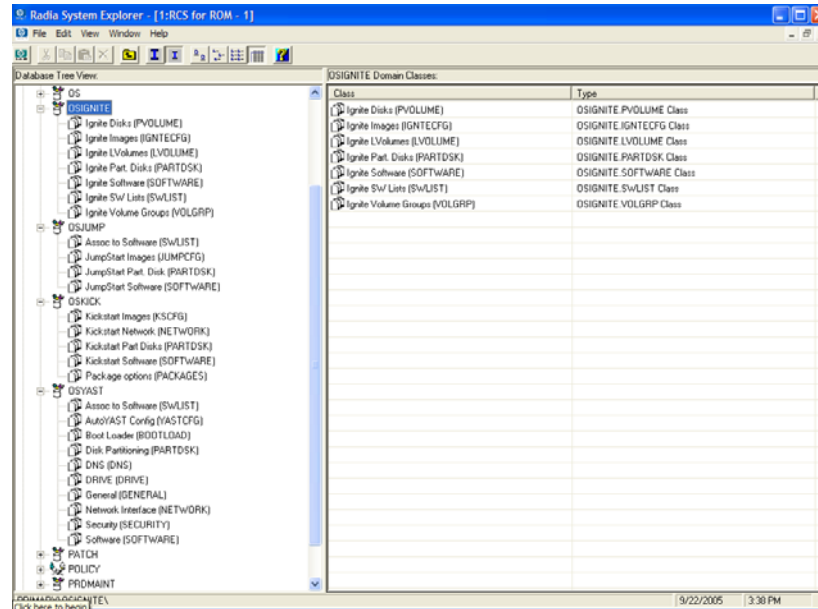 Radia System Explorer - [1:RCS for ROM - 1]
File Edit View Window Help
Database Tree View:
OSIGNITE Domain Classes:
OS
OSIGNITE
Ignite Disks (PVOLUME)
Ignite Images (IGNTECFG)
Ignite LVolumes (LVOLUME)
Ignite Part. Disks (PARTDSK)
Ignite Software (SOFTWARE)
Ignite SW Lists (SWLIST)
Ignite Volume Groups (VOLGRP)
OSJUMP
Assoc to Software (SWLIST)
JumpStart Images (JUMPCFG)
JumpStart Part. Disk (PARTDSK)
JumpStart Software (SOFTWARE)
OSKICK
Kickstart Images (KSCFG)
Kickstart Network (NETWORK)
Kickstart Part Disks (PARTDSK)
Kickstart Software (SOFTWARE)
Package options (PACKAGES)
OSYAST
Assoc to Software (SWLIST)
AutoYAST Config (YASTCFG)
Boot Loader (BOOTLOAD)
Disk Partitioning (PARTDSK)
DNS (DNS)
DRIVE (DRIVE)
General (GENERAL)
Network Interface (NETWORK)
Security (SECURITY)
Software (SOFTWARE)
PATCH
POLICY
PRDMAINT
Class Type
Ignite Disks (PVOLUME) OSIGNITE.PVOLUME Class
Ignite Images (IGNTECFG) OSIGNITE.IGNTECFG Class
Ignite LVolumes (LVOLUME) OSIGNITE.LVOLUME Class
Ignite Part. Disks (PARTDSK) OSIGNITE.PARTDSK Class
Ignite Software (SOFTWARE) OSIGNITE.SOFTWARE Class
Ignite SW Lists (SWLIST) OSIGNITE.SWLIST Class
Ignite Volume Groups (VOLGRP) OSIGNITE.VOLGRP Class
Click here to begin
9/22/2005 3:38 PM